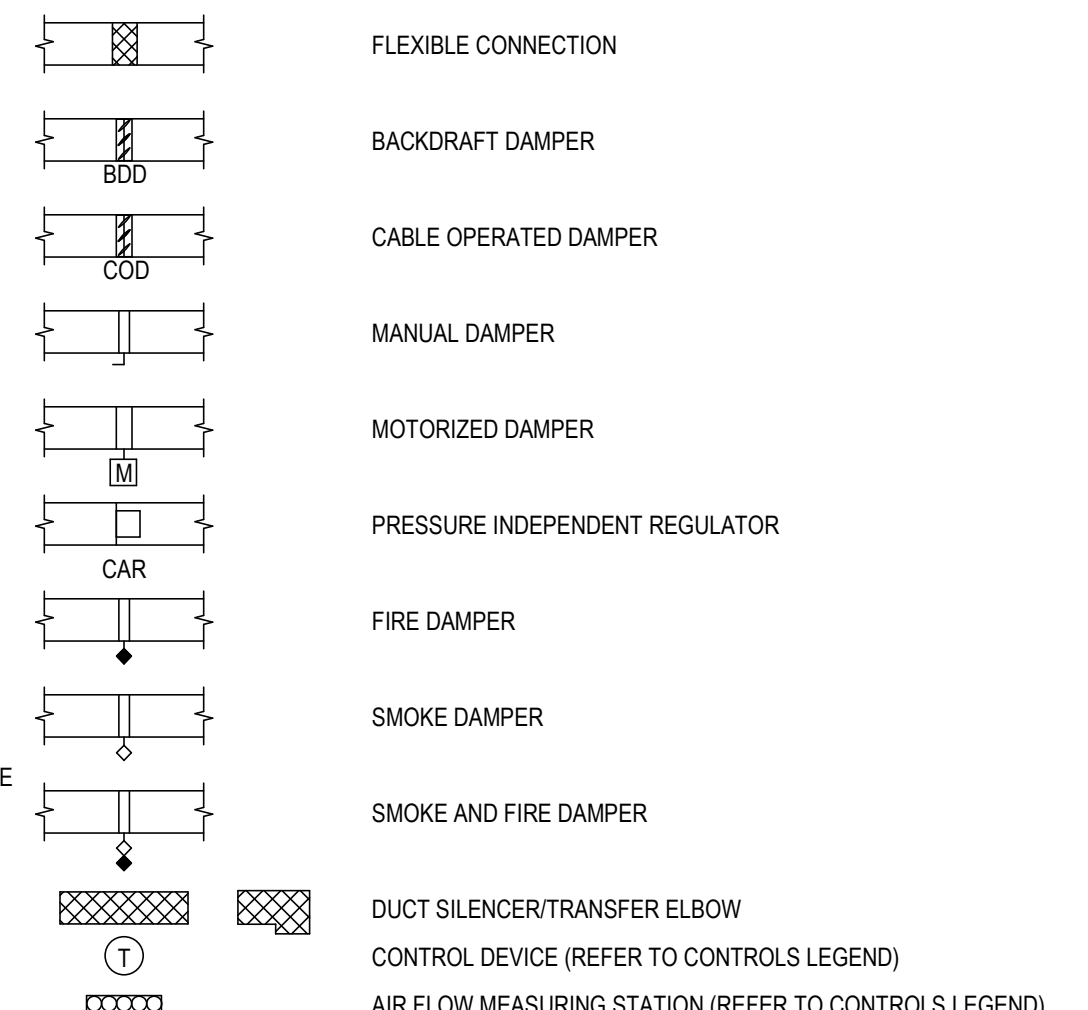 FLEXIBLE CONNECTION
BACKDRAFT DAMPER
BDD
CABLE OPERATED DAMPER
COD
MANUAL DAMPER
MOTORIZED DAMPER
M
PRESSURE INDEPENDENT REGULATOR
CAR
FIRE DAMPER
SMOKE DAMPER
E
SMOKE AND FIRE DAMPER
DUCT SILENCER/TRANSFER ELBOW
T CONTROL DEVICE (REFER TO CONTROLS LEGEND)
AIR FLOW MEASURING STATION (REFER TO CONTROLS LEGEND)